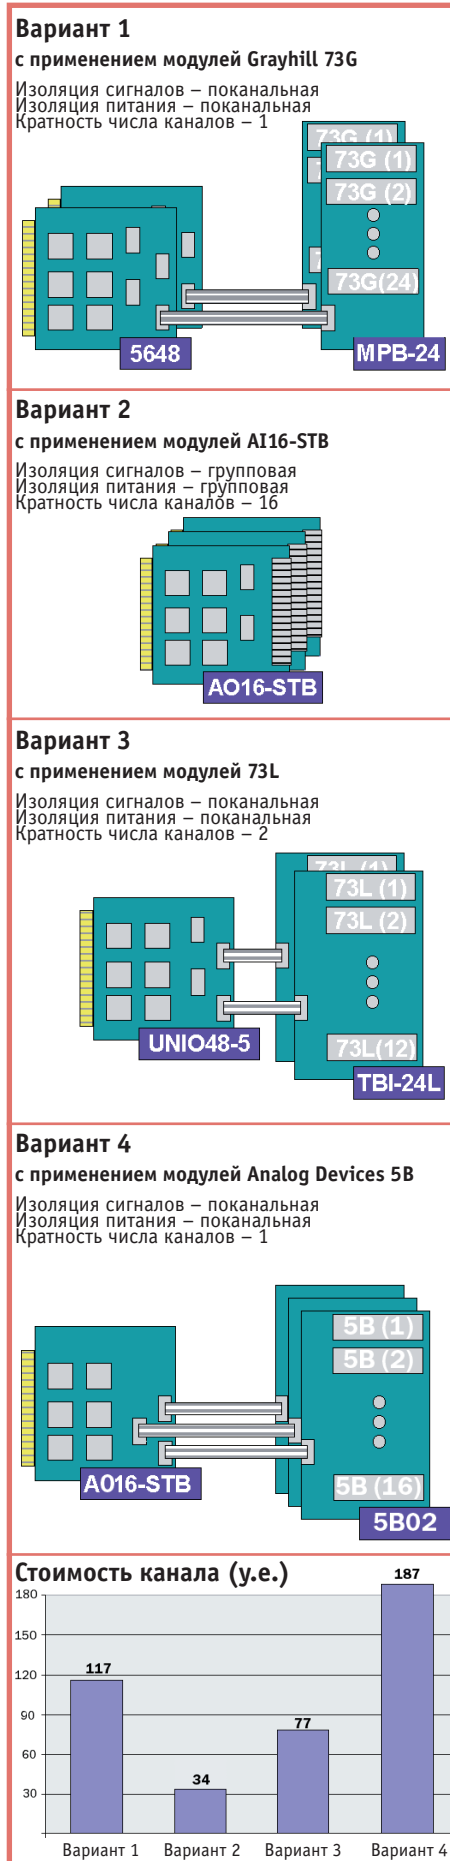 Вариант 1
с применением модулей Grayhill 73G
Изоляция сигналов – поканальная
Изоляция питания – поканальная
Кратность числа каналов – 1
73G (1)
73G (1)
73G (2)
73G(24)
5648
MPB-24
Вариант 2
с применением модулей AI16-STB
Изоляция сигналов – групповая
Изоляция питания – групповая
Кратность числа каналов – 16
AO16-STB
Вариант 3
с применением модулей 73L
Изоляция сигналов – поканальная
Изоляция питания – поканальная
Кратность числа каналов – 2
73L (1)
73L (1)
73L (2)
73L(12)
UNIO48-5
TBI-24L
Вариант 4
с применением модулей Analog Devices 5B
Изоляция сигналов – поканальная
Изоляция питания – поканальная
Кратность числа каналов – 1
5B (1)
5B (2)
5B (16)
A016-STB
5B02
Стоимость канала (у.е.)
187
180
150
120
117
90
77
60
34
30
Вариант 1 Вариант 2 Вариант 3 Вариант 4